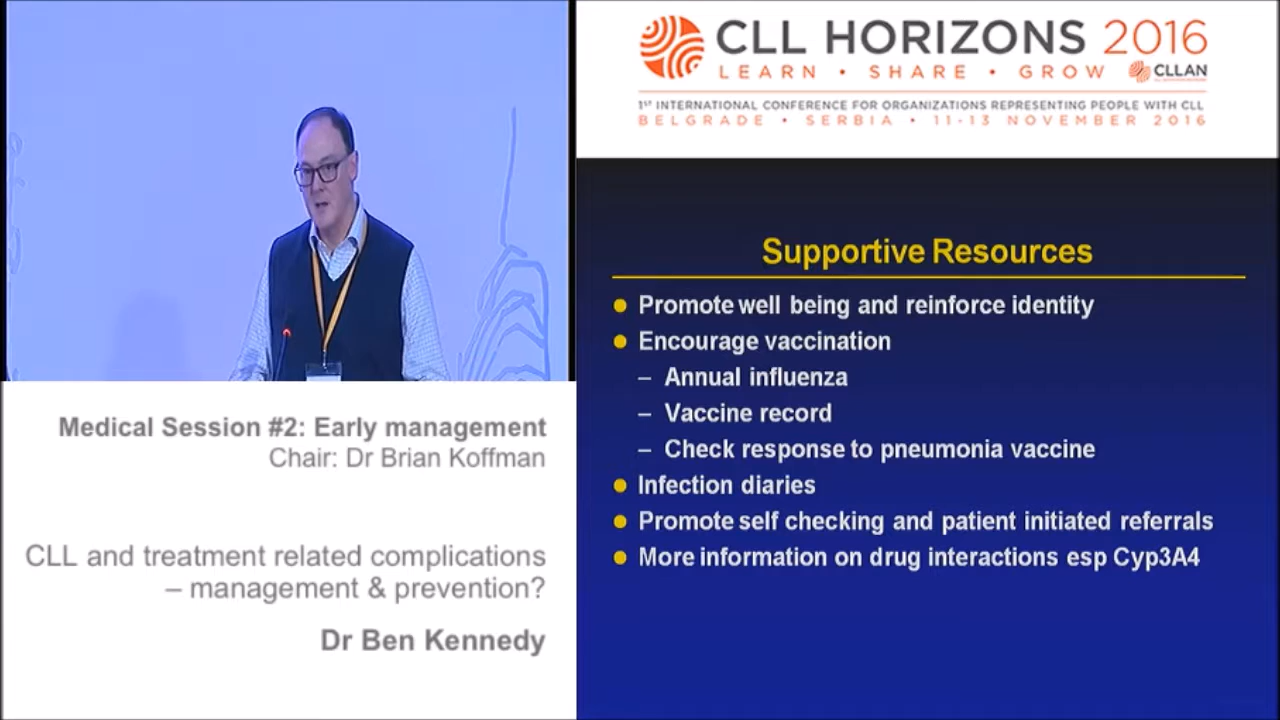 CLL HORIZONS 2016
LEARN • SHARE • GROW
CLLAN
1ST INTERNATIONAL CONFERENCE FOR ORGANIZATIONS REPRESENTING PEOPLE WITH CLL
BELGRADE • SERBIA • 11-13 NOVEMBER 2016
Supportive Resources
● Promote well being and reinforce identity
● Encourage vaccination
– Annual influenza
– Vaccine record
– Check response to pneumonia vaccine
● Infection diaries
● Promote self checking and patient initiated referrals
● More information on drug interactions esp Cyp3A4
Medical Session #2: Early management
Chair: Dr Brian Koffman
CLL and treatment related complications
– management & prevention?
Dr Ben Kennedy